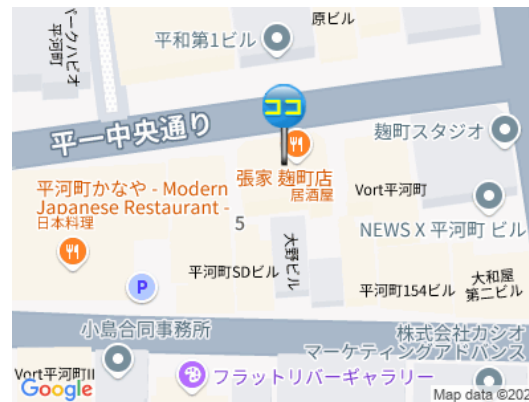 原ビル
平和第1ビル
パークハビオ
平河町
ココ
平一中央通り
麹町スタジオ
張家 麹町店
居酒屋
平河町かなや - Modern
Japanese Restaurant -
日本料理
Vort平河町
5
大野ビル
NEWS X 平河町 ビル
平河町SDビル
P
平河町154ビル
大和屋
第二ビル
小島合同事務所
株式会社カシオ
マーケティングアドバンス
Vort平河町II
フラットリバーギャラリー
Google
Map data ©202